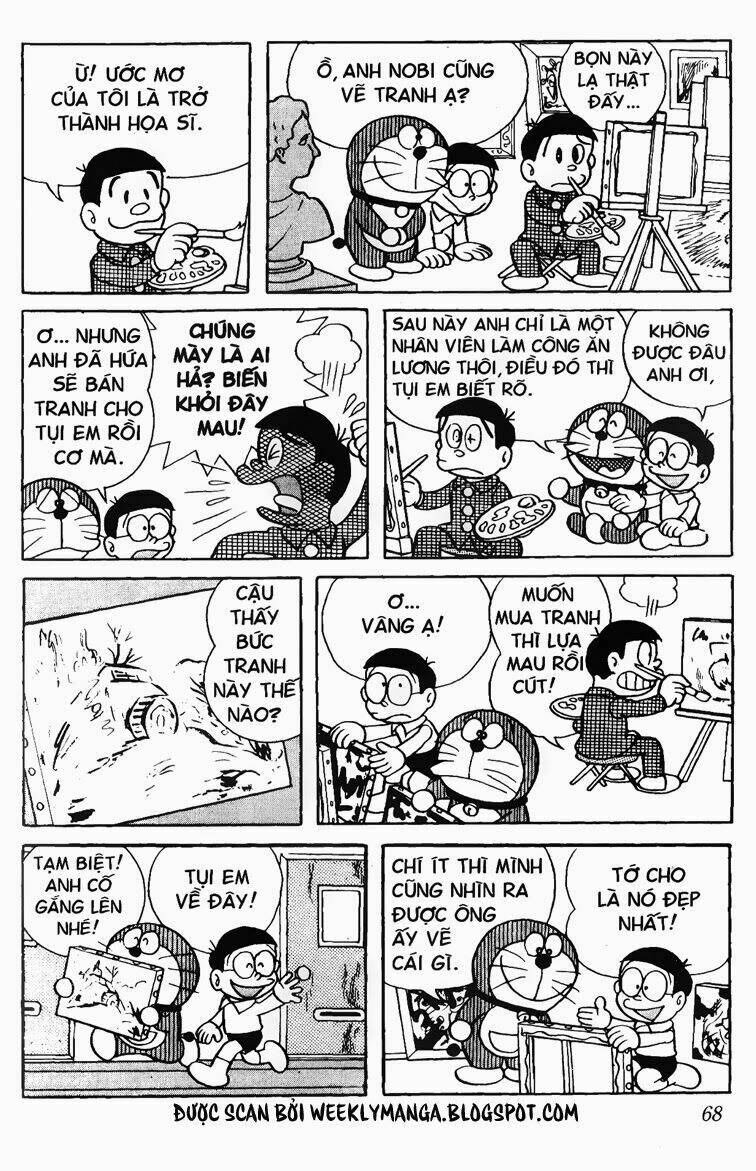 BỌN NÀY
LẠ THẬT
ĐẤY...
Ồ, ANH NOBI CŨNG
VẼ TRANH Ạ?
Ừ! ƯỚC MƠ
CỦA TÔI LÀ TRỞ
THÀNH HỌA SĨ.
KHÔNG
ĐƯỢC ĐÂU
ANH ƠI,
SAU NÀY ANH CHỈ LÀ MỘT
NHÂN VIÊN LÀM CÔNG ĂN
LƯƠNG THÔI, ĐIỀU ĐÓ THÌ
TỤI EM BIẾT RÕ.
CHÚNG
MÀY LÀ AI
HẢ? BIẾN
KHỎI ĐÂY
MAU!
Ơ... NHƯNG
ANH ĐÃ HỨA
SẼ BÁN
TRANH CHO
TỤI EM RỒI
CƠ MÀ.
MUỐN
MUA TRANH
THÌ LỰA
MAU RỒI
CÚT!
Ơ...
VÂNG Ạ!
CẬU
THẤY
BỨC
TRANH
NÀY THẾ
NÀO?
TỚ CHO
LÀ NÓ ĐẸP
NHẤT!
CHÍ ÍT THÌ MÌNH
CŨNG NHÌN RA
ĐƯỢC ÔNG
ẤY VẼ
CÁI GÌ.
TỤI EM
VỀ ĐÂY!
TẠM BIỆT!
ANH CỐ
GẮNG LÊN
NHÉ!
ĐƯỢC SCAN BỞI WEEKLYMANGA.BLOGSPOT.COM
68